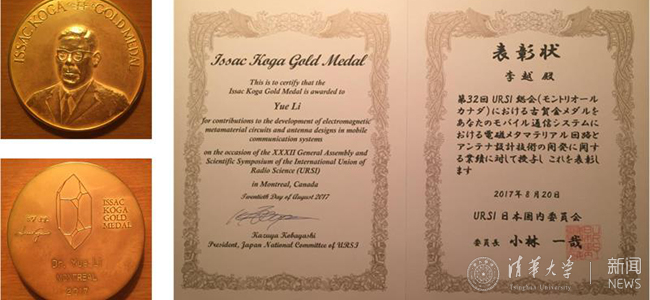 ISSAC KOGA GOLD MEDAL
ISSAC
KOGA
GOLD
MEDAL
Dr. Yue Li
MONTREAL
2017
Issac Koga Gold Medal
This is to certify that the
Issac Koga Gold Medal is awarded to
Yue Li
for contributions to the development of electromagnetic
metamaterial circuits and antenna designs in mobile
communication systems
on the occasion of the XXXII General Assembly and
Scientific Symposium of the International Union of
Radio Science (URSI)
in Montreal, Canada
Twentieth Day of August 2017
Kazuya Kobayashi
President, Japan National Committee of URSI
表彰状
李越 殿
第32回URSI総会(モントリオール
カナダ)における古賀金メダルを
あなたのモバイル通信システムに
おける電磁メタマテリアル回路と
アンテナ設計技術の開発に関す
る業績に対して授与し これを表彰し
ます
2017年8月20日
URSI日本国内委員会
委員長 小林 一哉
清华大学
Tsinghua University
新闻
NEWS